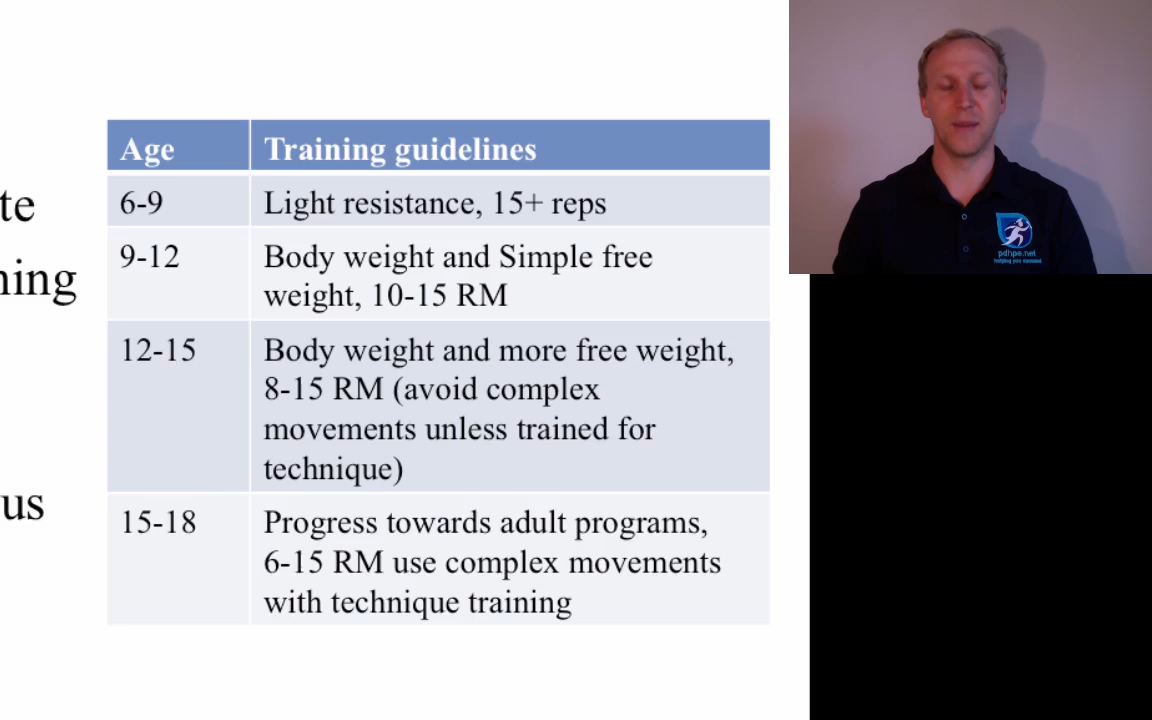 te
ning
us
Age
Training guidelines
6-9
Light resistance, 15+ reps
9-12
Body weight and Simple free
weight, 10-15 RM
12-15
Body weight and more free weight,
8-15 RM (avoid complex
movements unless trained for
technique)
15-18
Progress towards adult programs,
6-15 RM use complex movements
with technique training
pdhpe.net